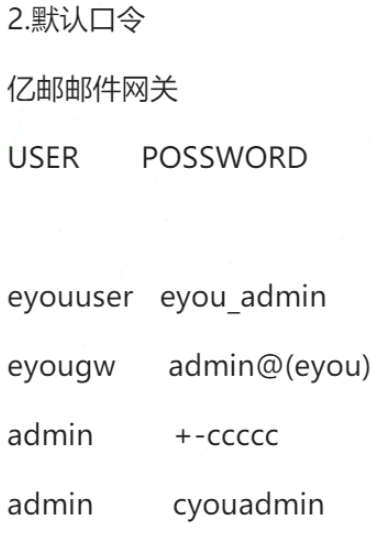 2.默认口令
亿邮邮件网关
USER POSSWORD
eyouuser eyou_admin
eyougw admin@(eyou)
admin +-ccccc
admin cyouadmin